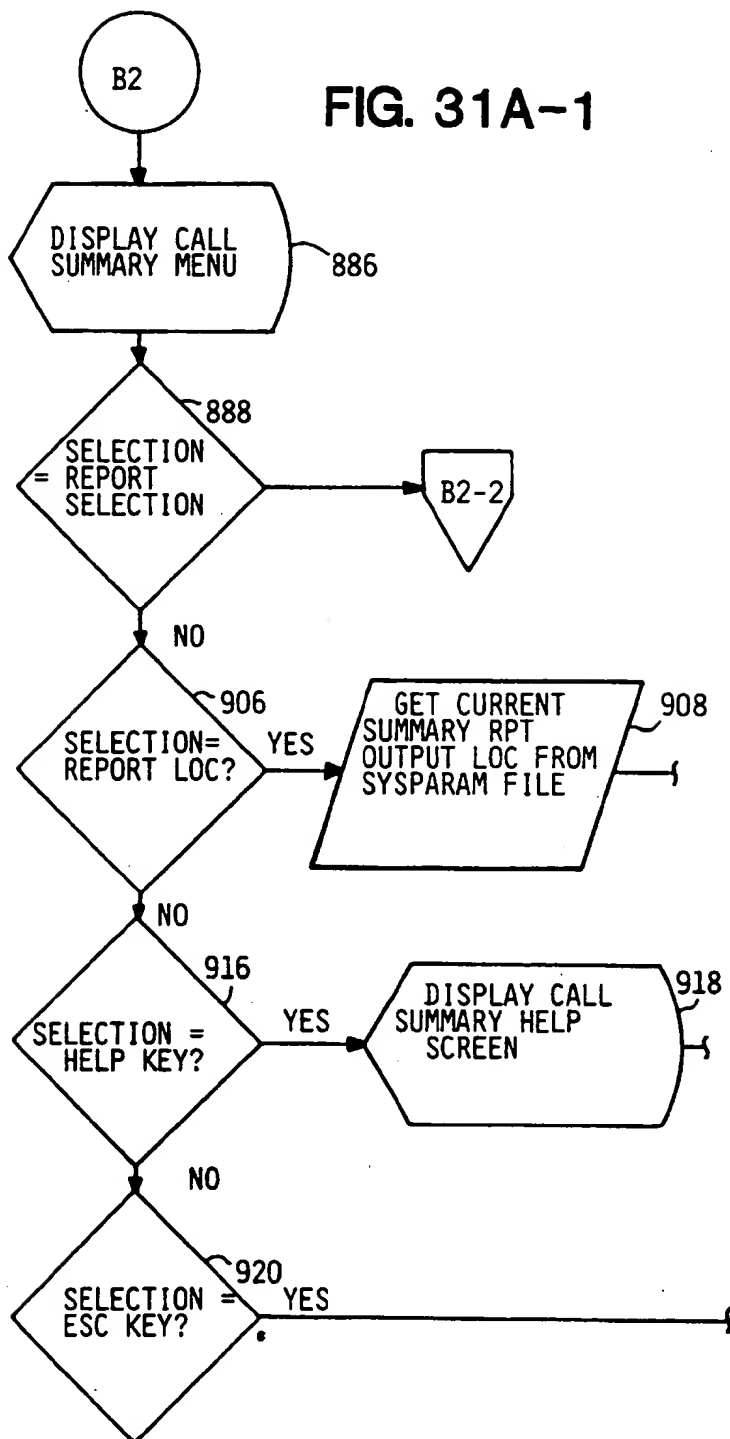 B2
FIG. 31A-1
DISPLAY CALL
SUMMARY MENU
886
888
SELECTION
= REPORT
SELECTION
B2-2
NO
906
SELECTION=
REPORT LOC?
YES
GET CURRENT
SUMMARY RPT
OUTPUT LOC FROM
SYSPARAM FILE
908
NO
916
SELECTION =
HELP KEY?
YES
DISPLAY CALL
SUMMARY HELP
SCREEN
918
NO
920
SELECTION =
ESC KEY?
YES